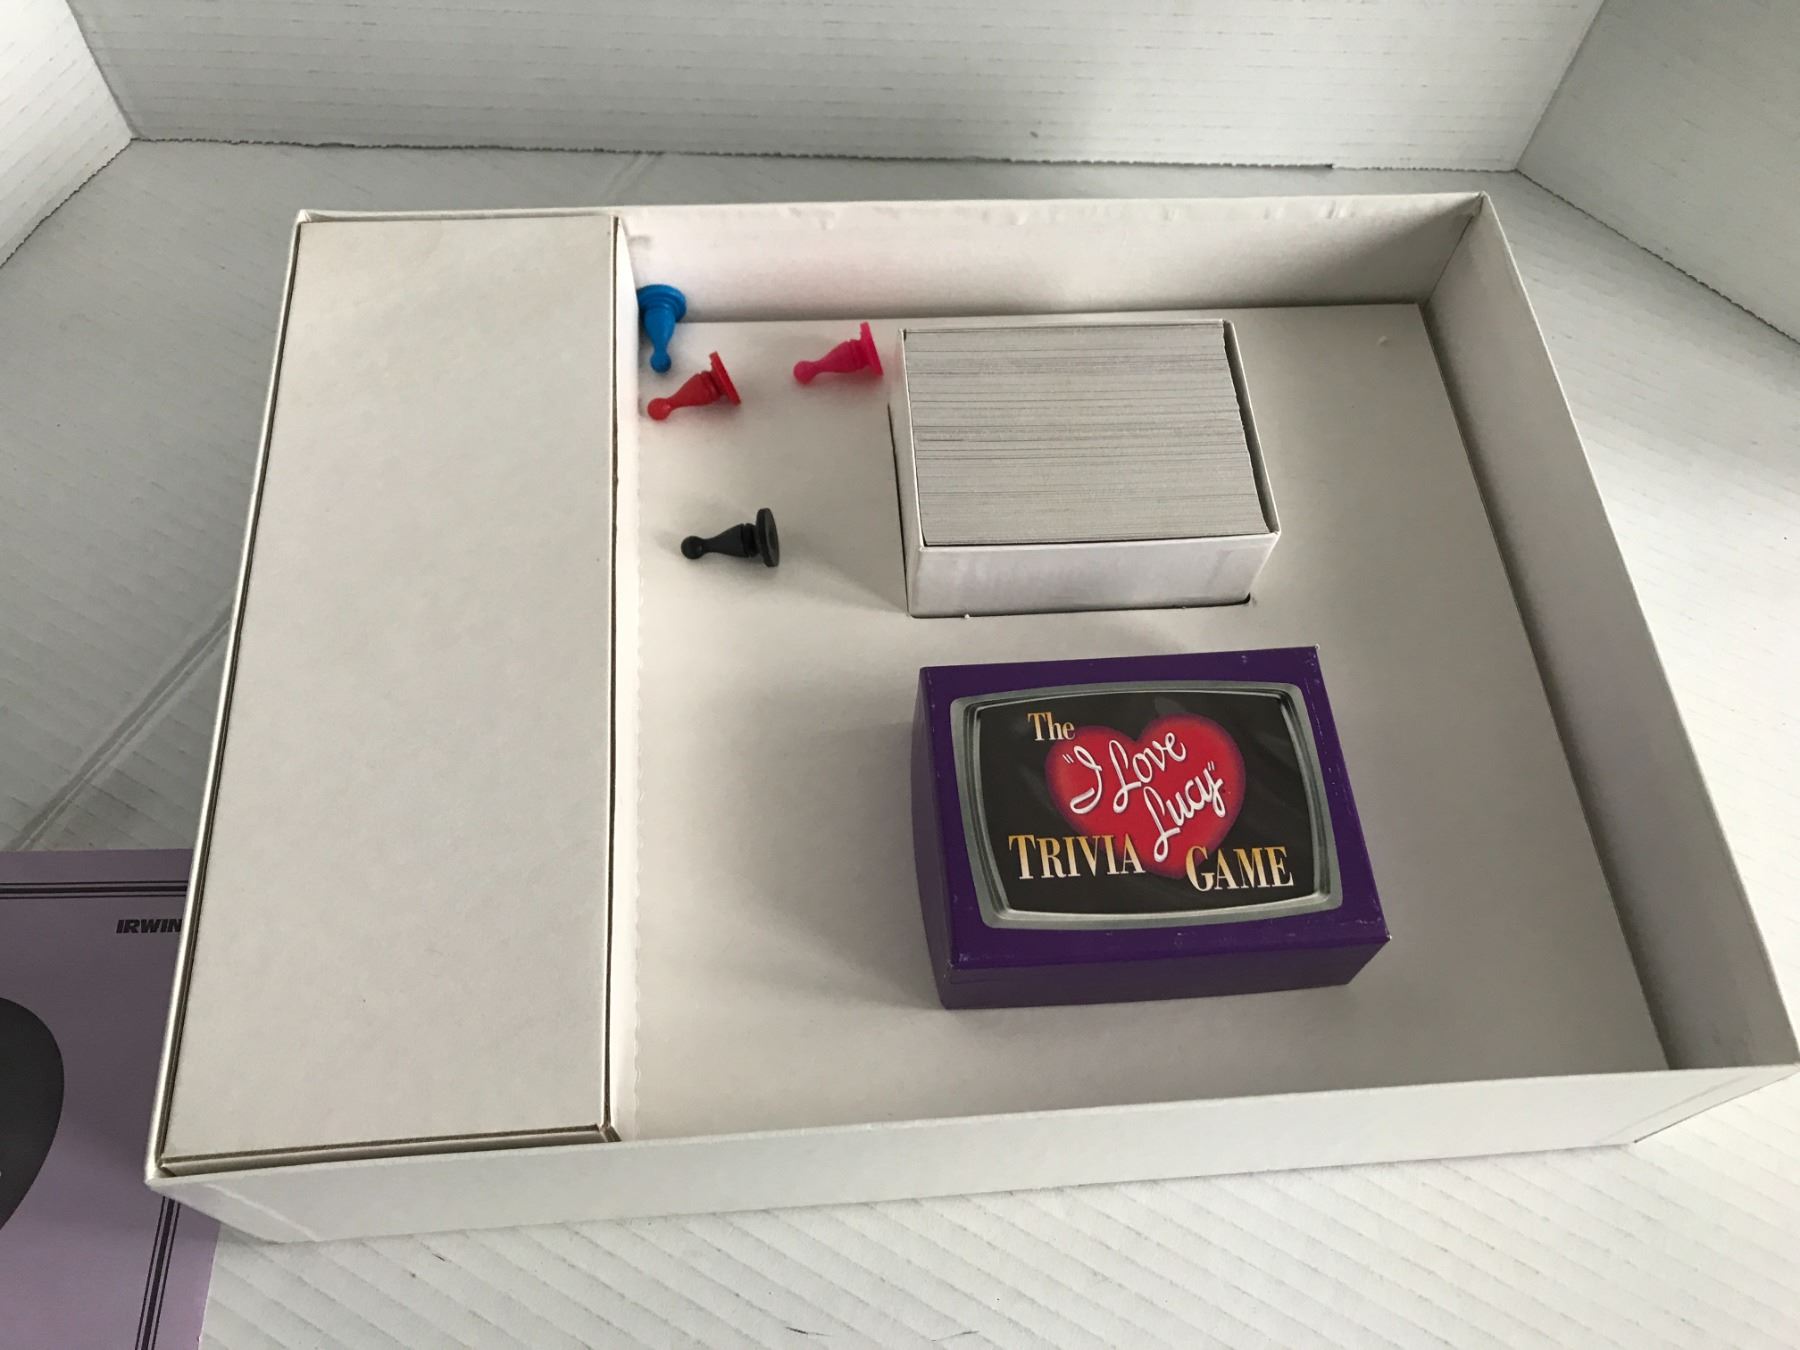 The
"I Love
Lucy"
TRIVIA GAME
IRWIN